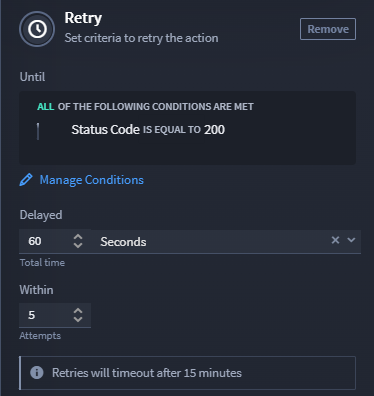 Retry
Remove
Set criteria to retry the action
Until
ALL OF THE FOLLOWING CONDITIONS ARE MET
Status Code IS EQUAL TO 200
Manage Conditions
Delayed
60 Seconds
Total time
Within
5
Attempts
Retries will timeout after 15 minutes